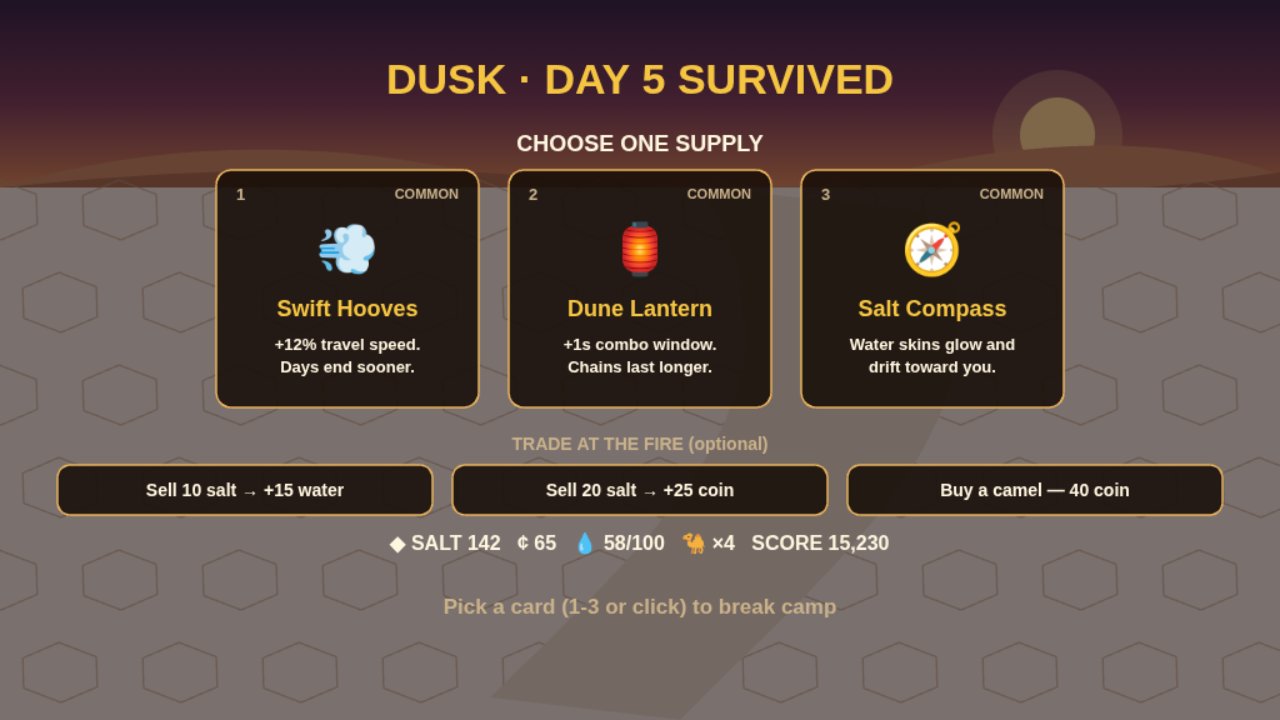 DUSK · DAY 5 SURVIVED
CHOOSE ONE SUPPLY
1 COMMON
Swift Hooves
+12% travel speed.
Days end sooner.
2 COMMON
Dune Lantern
+1s combo window.
Chains last longer.
3 COMMON
Salt Compass
Water skins glow and
drift toward you.
TRADE AT THE FIRE (optional)
Sell 10 salt → +15 water
Sell 20 salt → +25 coin
Buy a camel — 40 coin
◆ SALT 142 ¢ 65 💧 58/100 🐪 ×4 SCORE 15,230
Pick a card (1-3 or click) to break camp